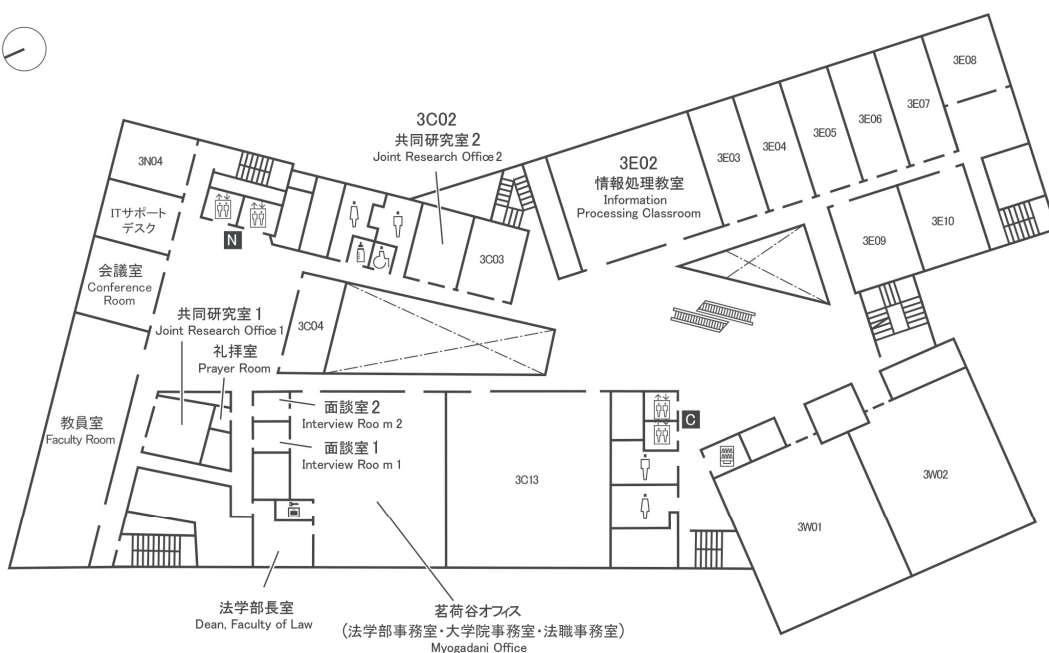 3E08
3E07
3E06
3E05
3E04
3E03
3E02
情報処理教室
Information
Processing Classroom
3C02
共同研究室2
Joint Research Office2
3N04
ITサポート
デスク
N
会議室
Conference
Room
3C03
3E10
3E09
共同研究室1
Joint Research Office1
3C04
礼拝室
Prayer Room
教員室
Faculty Room
面談室2
Interview Roo m 2
面談室1
Interview Roo m 1
C
3C13
3W02
3W01
法学部長室
Dean, Faculty of Law
茗荷谷オフィス
(法学部事務室・大学院事務室・法職事務室)
Myogadani Office